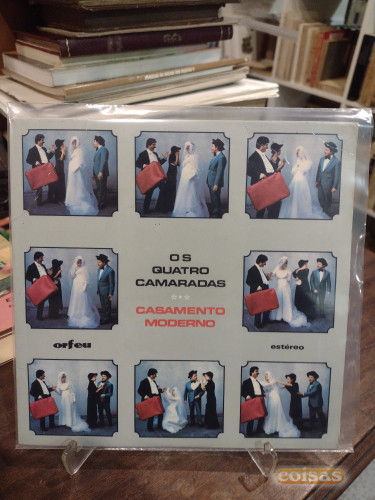 OS
QUATRO
CAMARADAS
CASAMENTO
MODERNO
orfeu
estéreo
coisas